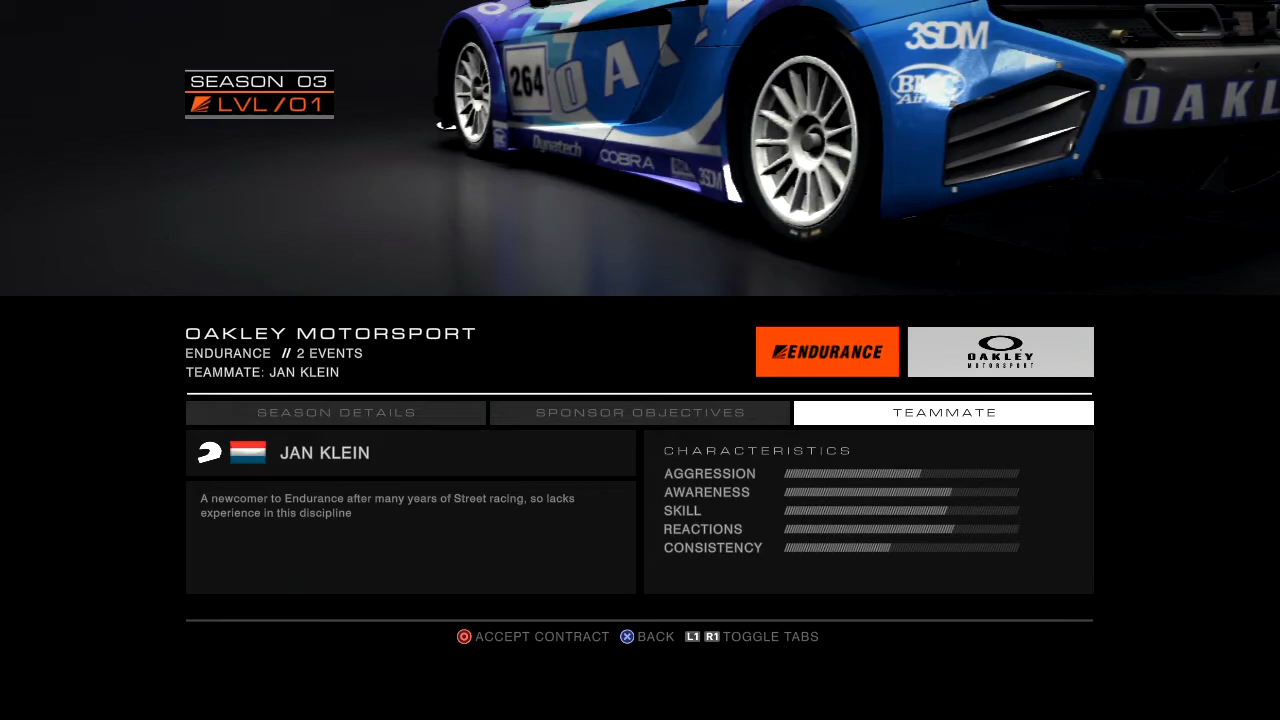 SEASON 03
LVL/01
264
OAK
3SDM
BMC
Air
OAKL
Dynatech
COBRA
3SDM
OAKLEY MOTORSPORT
ENDURANCE // 2 EVENTS
TEAMMATE: JAN KLEIN
ENDURANCE
OAKLEY
MOTORSPORT
SEASON DETAILS
SPONSOR OBJECTIVES
TEAMMATE
JAN KLEIN
A newcomer to Endurance after many years of Street racing, so lacks
experience in this discipline
CHARACTERISTICS
AGGRESSION
AWARENESS
SKILL
REACTIONS
CONSISTENCY
ACCEPT CONTRACT BACK L1 R1 TOGGLE TABS